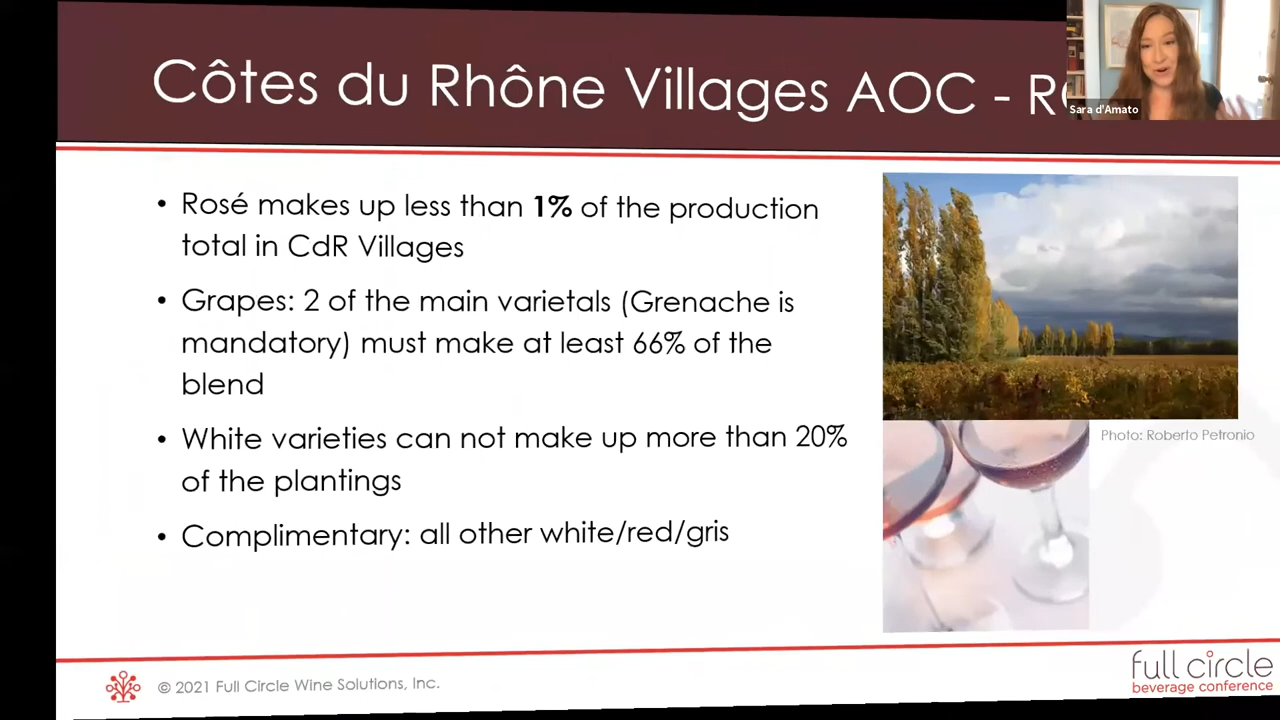 Côtes du Rhône Villages AOC -
Sara d'Amato
• Rosé makes up less than 1% of the production
total in CdR Villages
• Grapes: 2 of the main varietals (Grenache is
mandatory) must make at least 66% of the
blend
• White varieties can not make up more than 20%
of the plantings
• Complimentary: all other white/red/gris
Photo: Roberto Petronio
© 2021 Full Circle Wine Solutions, Inc.
full circle
beverage conference